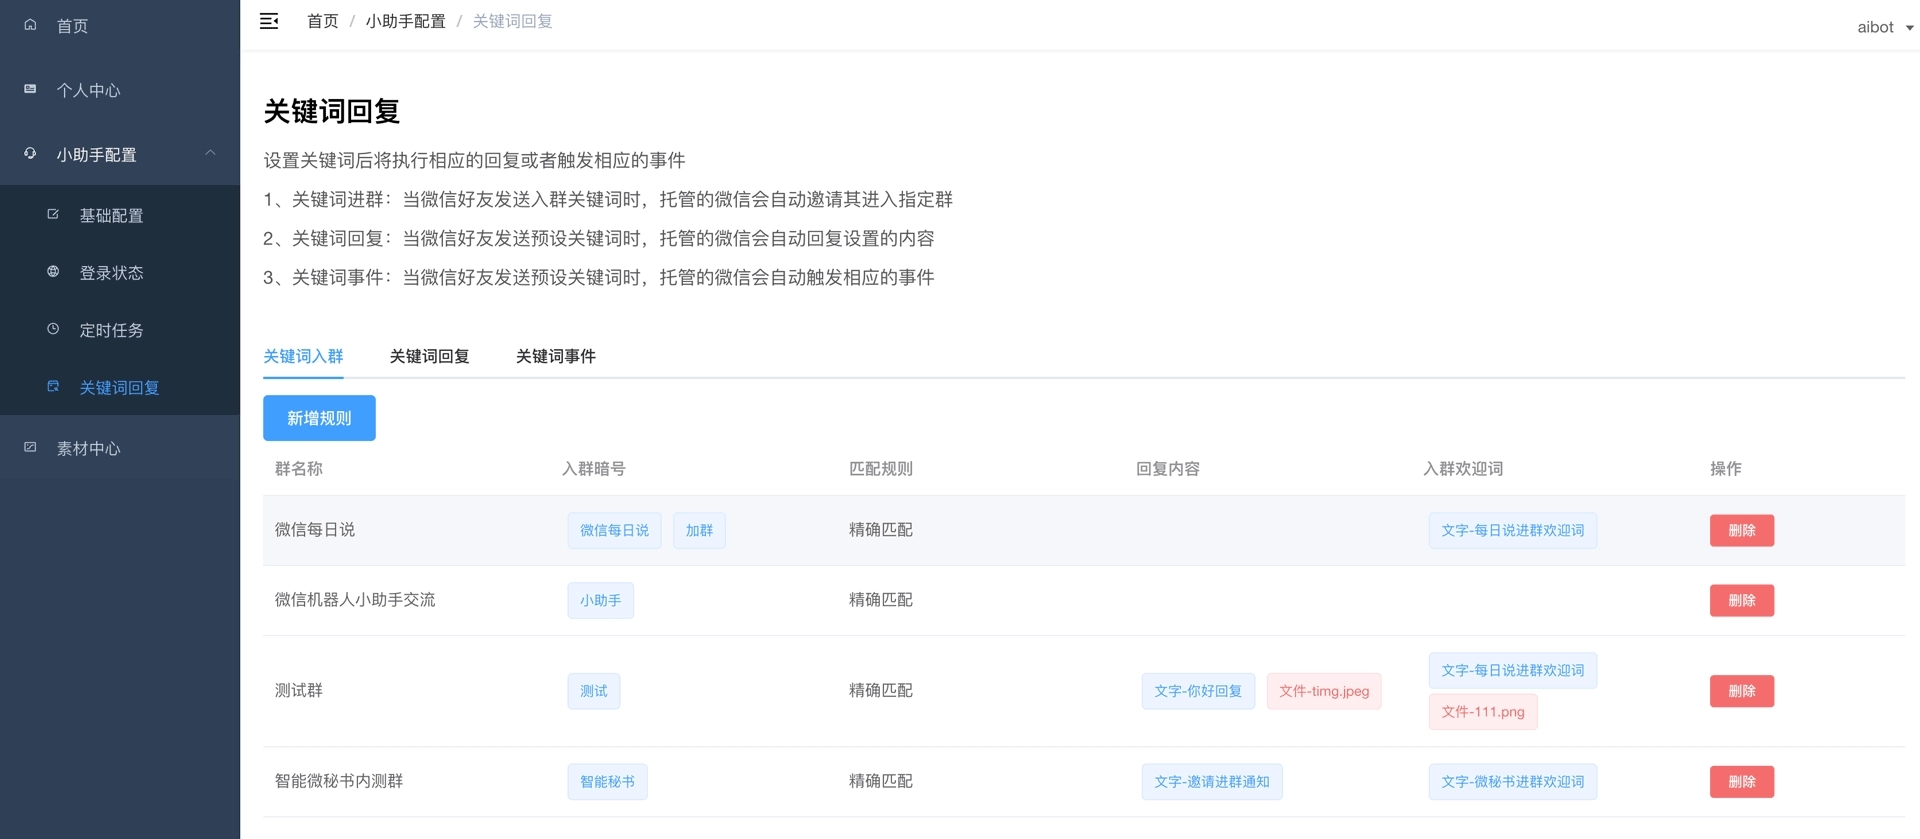 首页
个人中心
小助手配置
基础配置
登录状态
定时任务
关键词回复
素材中心
首页 / 小助手配置 / 关键词回复
aibot
关键词回复
设置关键词后将执行相应的回复或者触发相应的事件
1、关键词进群：当微信好友发送入群关键词时，托管的微信会自动邀请其进入指定群
2、关键词回复：当微信好友发送预设关键词时，托管的微信会自动回复设置的内容
3、关键词事件：当微信好友发送预设关键词时，托管的微信会自动触发相应的事件
关键词入群 关键词回复 关键词事件
新增规则
群名称 入群暗号 匹配规则 回复内容 入群欢迎词 操作
微信每日说 微信每日说 加群 精确匹配 文字-每日说进群欢迎词 删除
微信机器人小助手交流 小助手 精确匹配 删除
测试群 测试 精确匹配 文字-你好回复 文件-timg.jpeg 文字-每日说进群欢迎词 删除
文件-111.png
智能微秘书内测群 智能秘书 精确匹配 文字-邀请进群通知 文字-微秘书进群欢迎词 删除